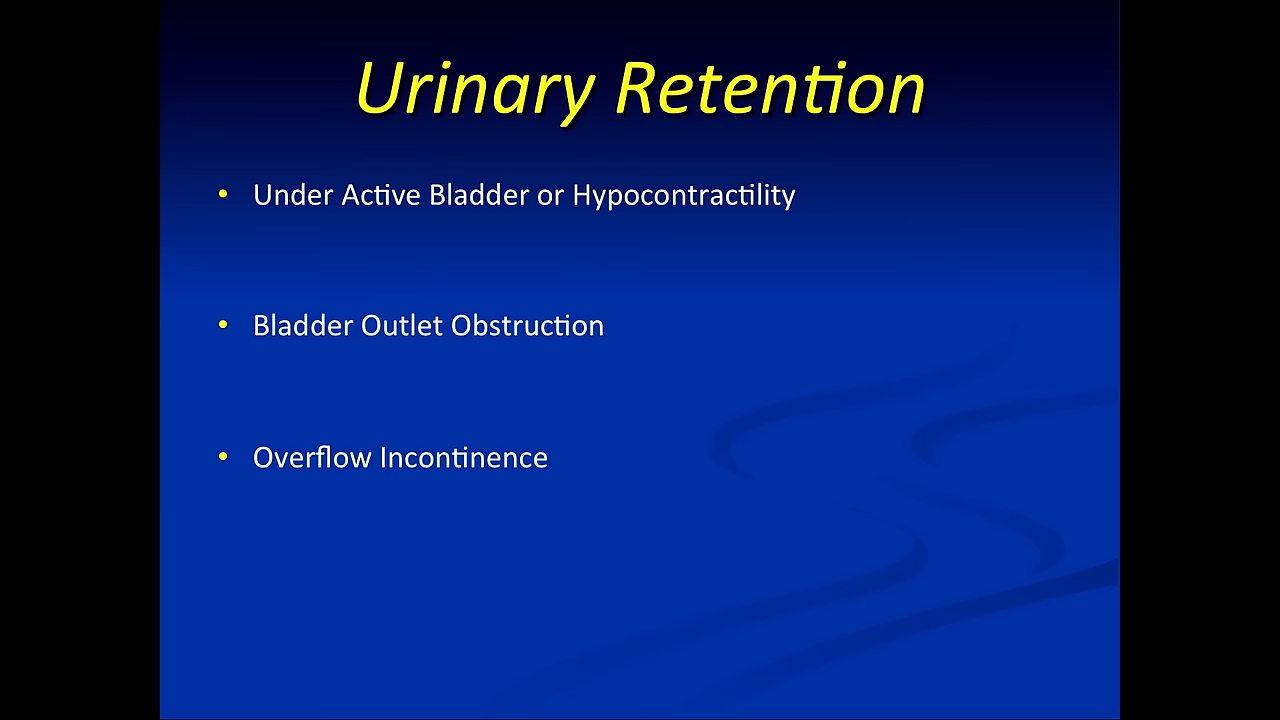 Urinary Retention
• Under Active Bladder or Hypocontractility
• Bladder Outlet Obstruction
• Overflow Incontinence